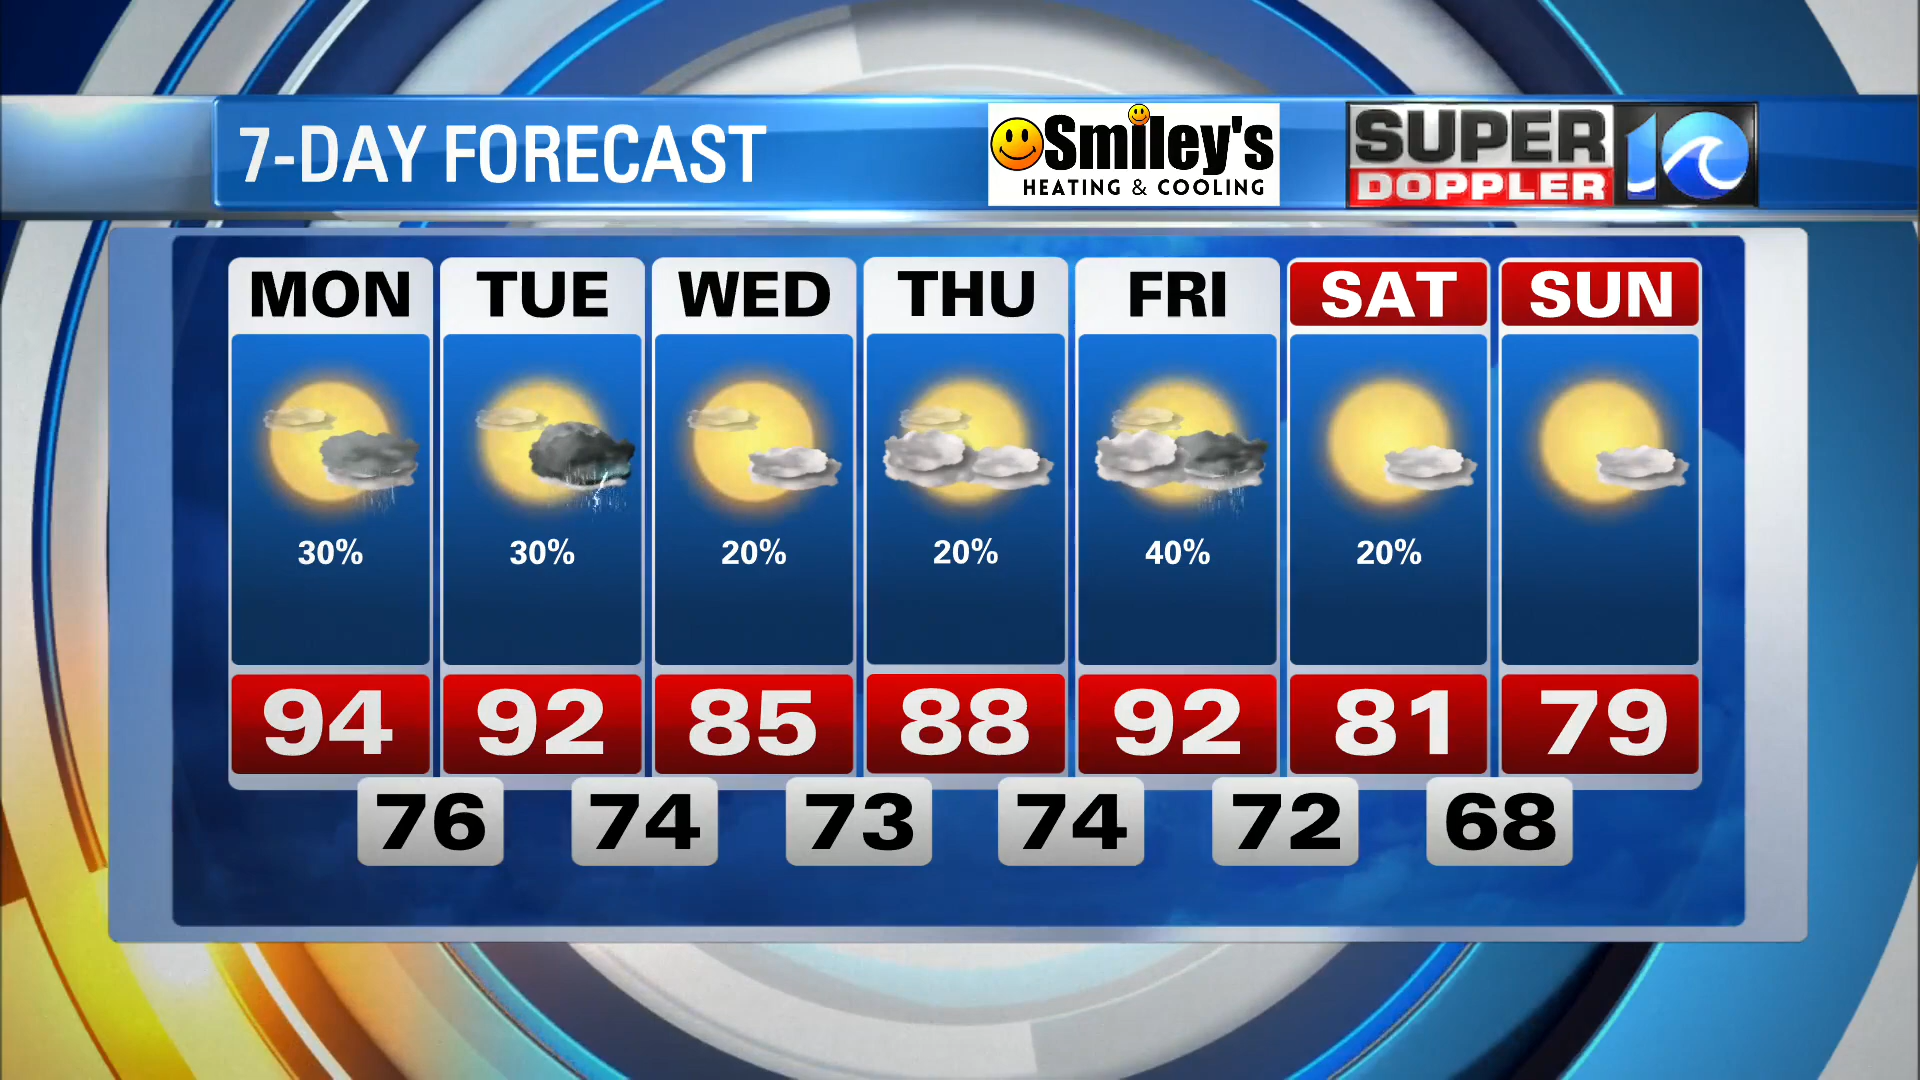 7-DAY FORECAST
Smiley's
HEATING & COOLING
SUPER
DOPPLER
10
MON TUE WED THU FRI SAT SUN
30% 30% 20% 20% 40% 20%
94 92 85 88 92 81 79
76 74 73 74 72 68